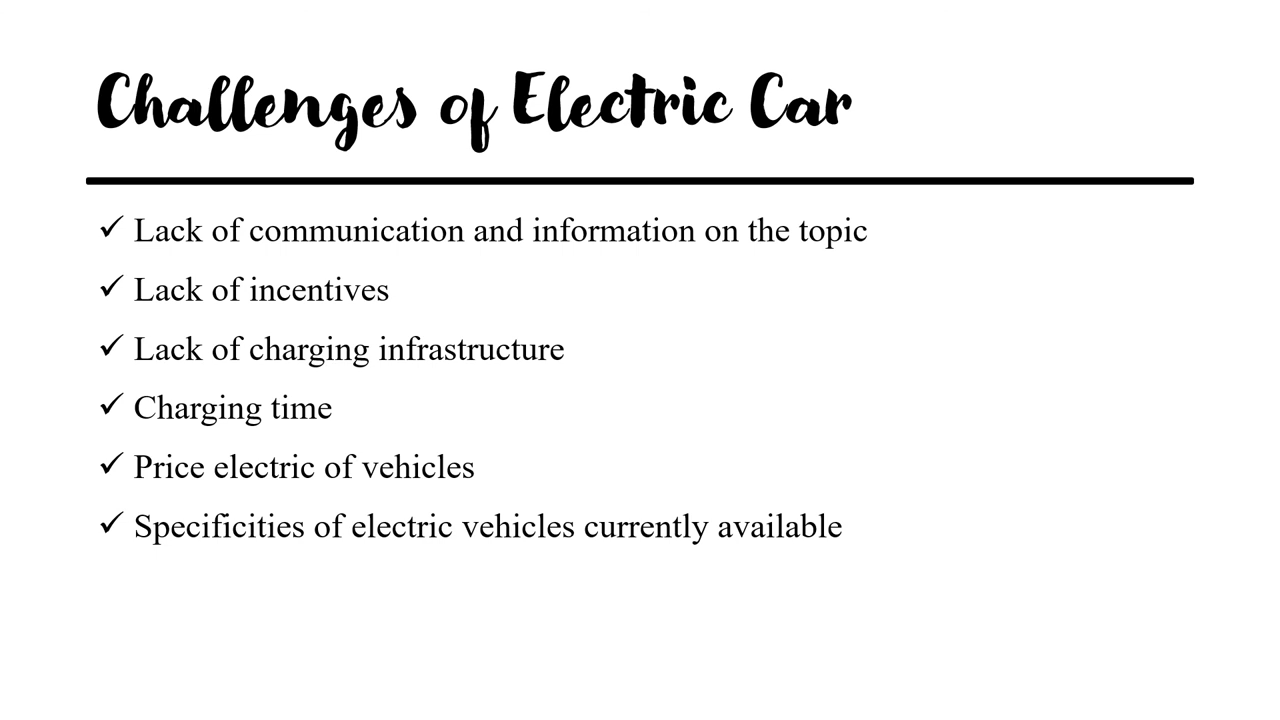 Challenges of Electric Car
✓ Lack of communication and information on the topic
✓ Lack of incentives
✓ Lack of charging infrastructure
✓ Charging time
✓ Price electric of vehicles
✓ Specificities of electric vehicles currently available